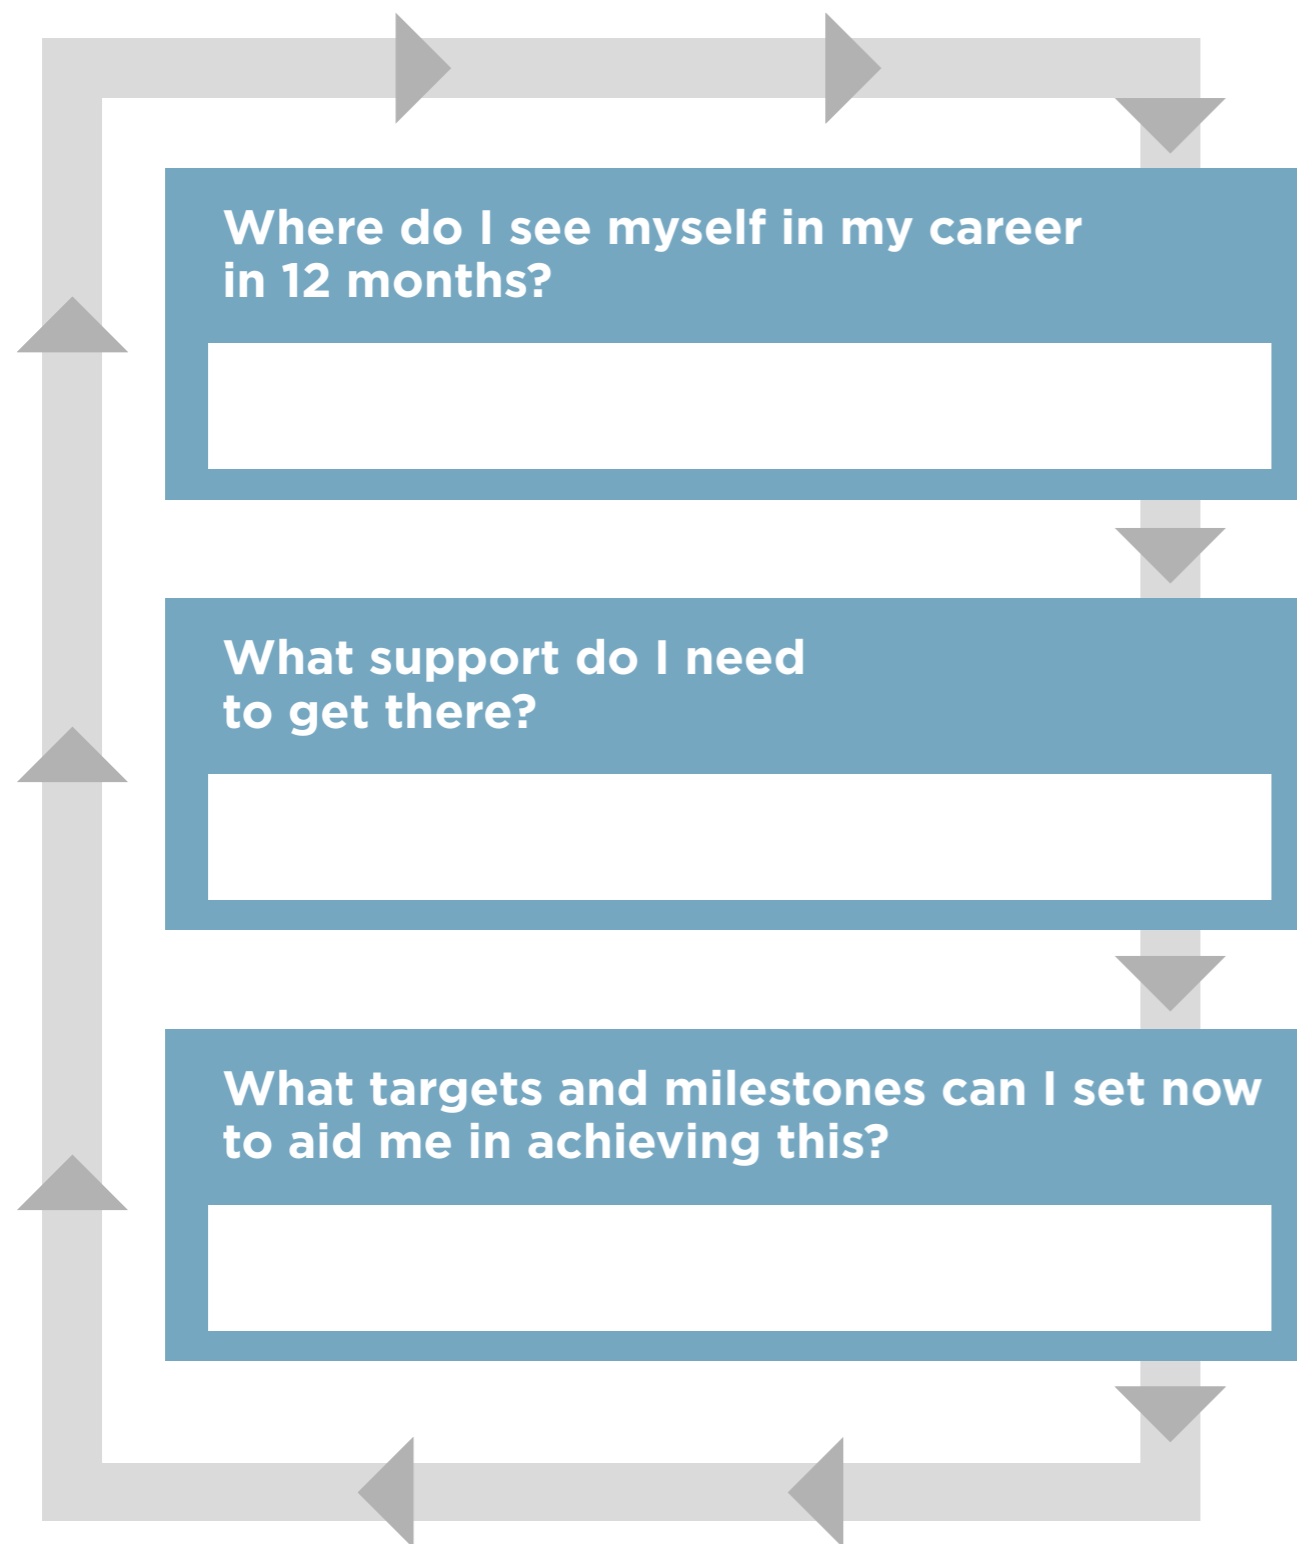 Where do I see myself in my career
in 12 months?
What support do I need
to get there?
What targets and milestones can I set now
to aid me in achieving this?